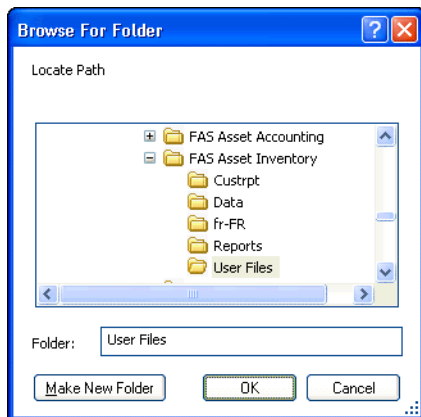 Browse For Folder
Locate Path
FAS Asset Accounting
FAS Asset Inventory
Custrpt
Data
fr-FR
Reports
User Files
Folder: User Files
Make New Folder OK Cancel